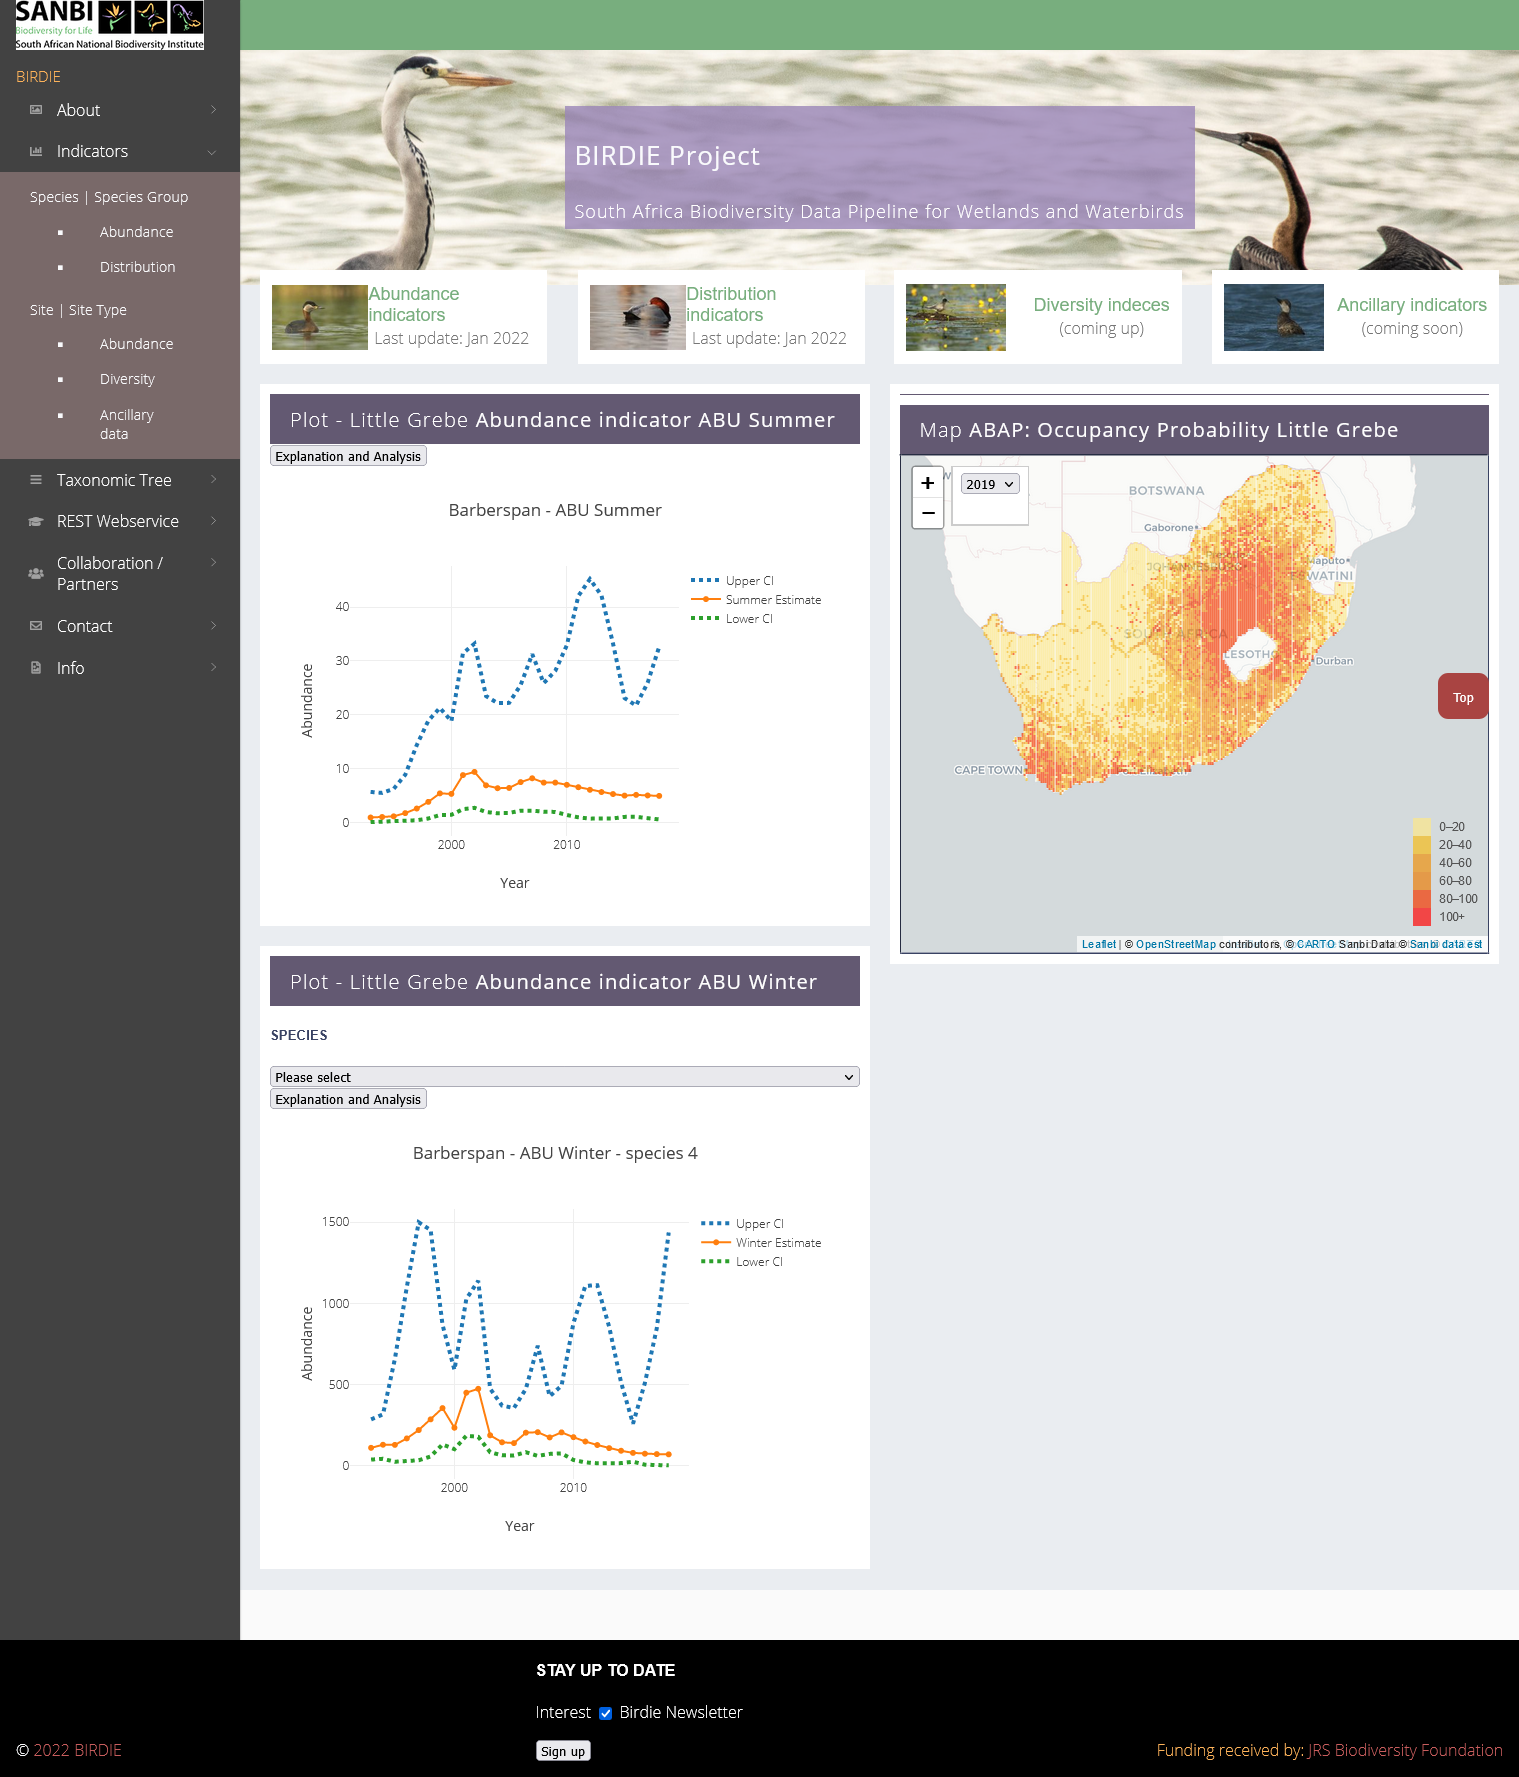 SANBI
Biodiversity for Life
South African National Biodiversity Institute
BIRDIE
About
Indicators
Species | Species Group
Abundance
Distribution
Site | Site Type
Abundance
Diversity
Ancillary
data
Taxonomic Tree
REST Webservice
Collaboration /
Partners
Contact
Info
BIRDIE Project
South Africa Biodiversity Data Pipeline for Wetlands and Waterbirds
Abundance
indicators
Last update: Jan 2022
Distribution
indicators
Last update: Jan 2022
Diversity indeces
(coming up)
Ancillary indicators
(coming soon)
Plot - Little Grebe Abundance indicator ABU Summer
Explanation and Analysis
Barberspan - ABU Summer
Upper CI
Summer Estimate
Lower CI
40
30
20
10
0
Abundance
2000
2010
Year
Map ABAP: Occupancy Probability Little Grebe
+
−
2019
BOTSWANA
Gaborone
SOUTH AFRICA
LESOTHO
Durban
CAPE TOWN
Top
0–20
20–40
40–60
60–80
80–100
100+
Leaflet | © OpenStreetMap contributors, © CARTO Sanbi Data © Sanbi data est
Plot - Little Grebe Abundance indicator ABU Winter
SPECIES
Please select
Explanation and Analysis
Barberspan - ABU Winter - species 4
Upper CI
Winter Estimate
Lower CI
1500
1000
500
0
Abundance
2000
2010
Year
STAY UP TO DATE
Interest Birdie Newsletter
Sign up
© 2022 BIRDIE
Funding received by: JRS Biodiversity Foundation